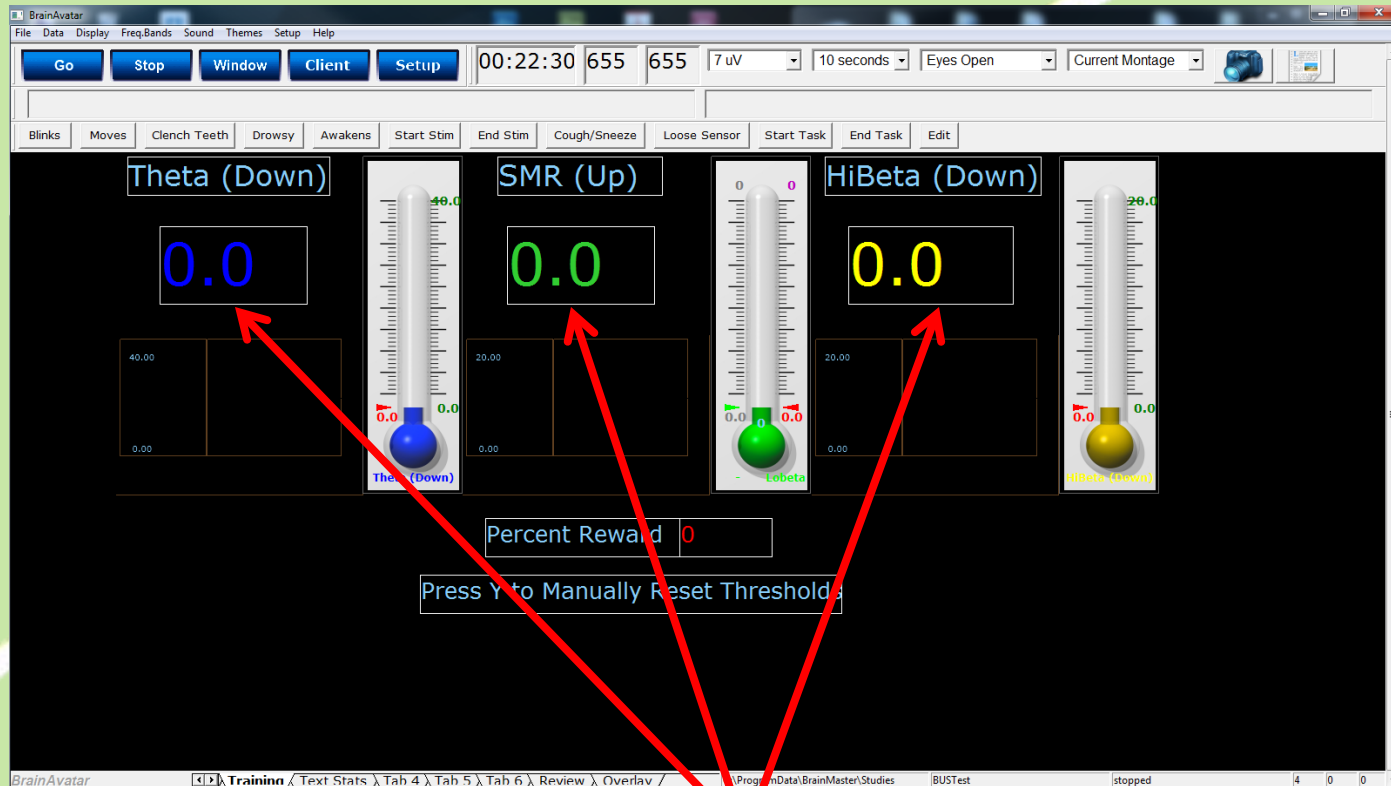 BrainAvatar
File Data Display Freq.Bands Sound Themes Setup Help
Go Stop Window Client Setup 00:22:30 655 655 7 uV 10 seconds Eyes Open Current Montage
Blinks Moves Clench Teeth Drowsy Awakens Start Stim End Stim Cough/Sneeze Loose Sensor Start Task End Task Edit
Theta (Down) SMR (Up) HiBeta (Down)
0 0
40.0 20.0
0.0 0.0 0.0
40.00 20.00 20.00
0.0 0.0 0.0 0.0 0.0 0.0
0
0.00 0.00 0.00
Theta (Down) - Lobeta HiBeta (Down)
Percent Reward 0
Press Y to Manually Reset Thresholds
BrainAvatar Training Text Stats Tab 4 Tab 5 Tab 6 Review Overlay \ProgramData\BrainMaster\Studies BUSTest stopped 4 0 0